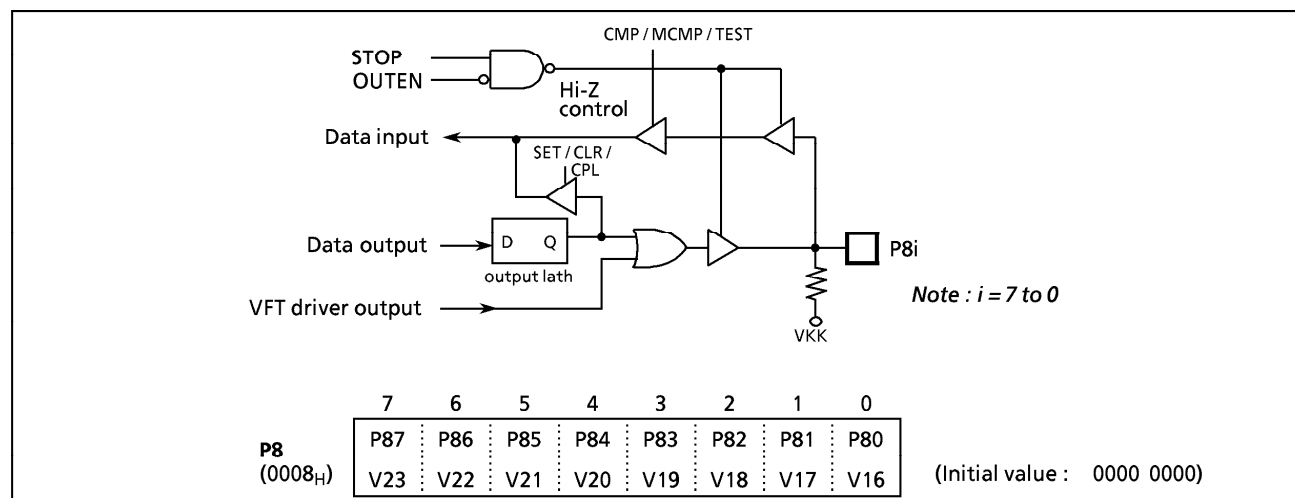 CMP / MCMP / TEST
STOP
OUTEN
Hi-Z
control
Data input
SET / CLR /
CPL
Data output
D Q
P8i
output lath
Note : i = 7 to 0
VFT driver output
VKK
7 6 5 4 3 2 1 0
P8
(0008H)
P87 P86 P85 P84 P83 P82 P81 P80
V23 V22 V21 V20 V19 V18 V17 V16
(Initial value : 0000 0000)